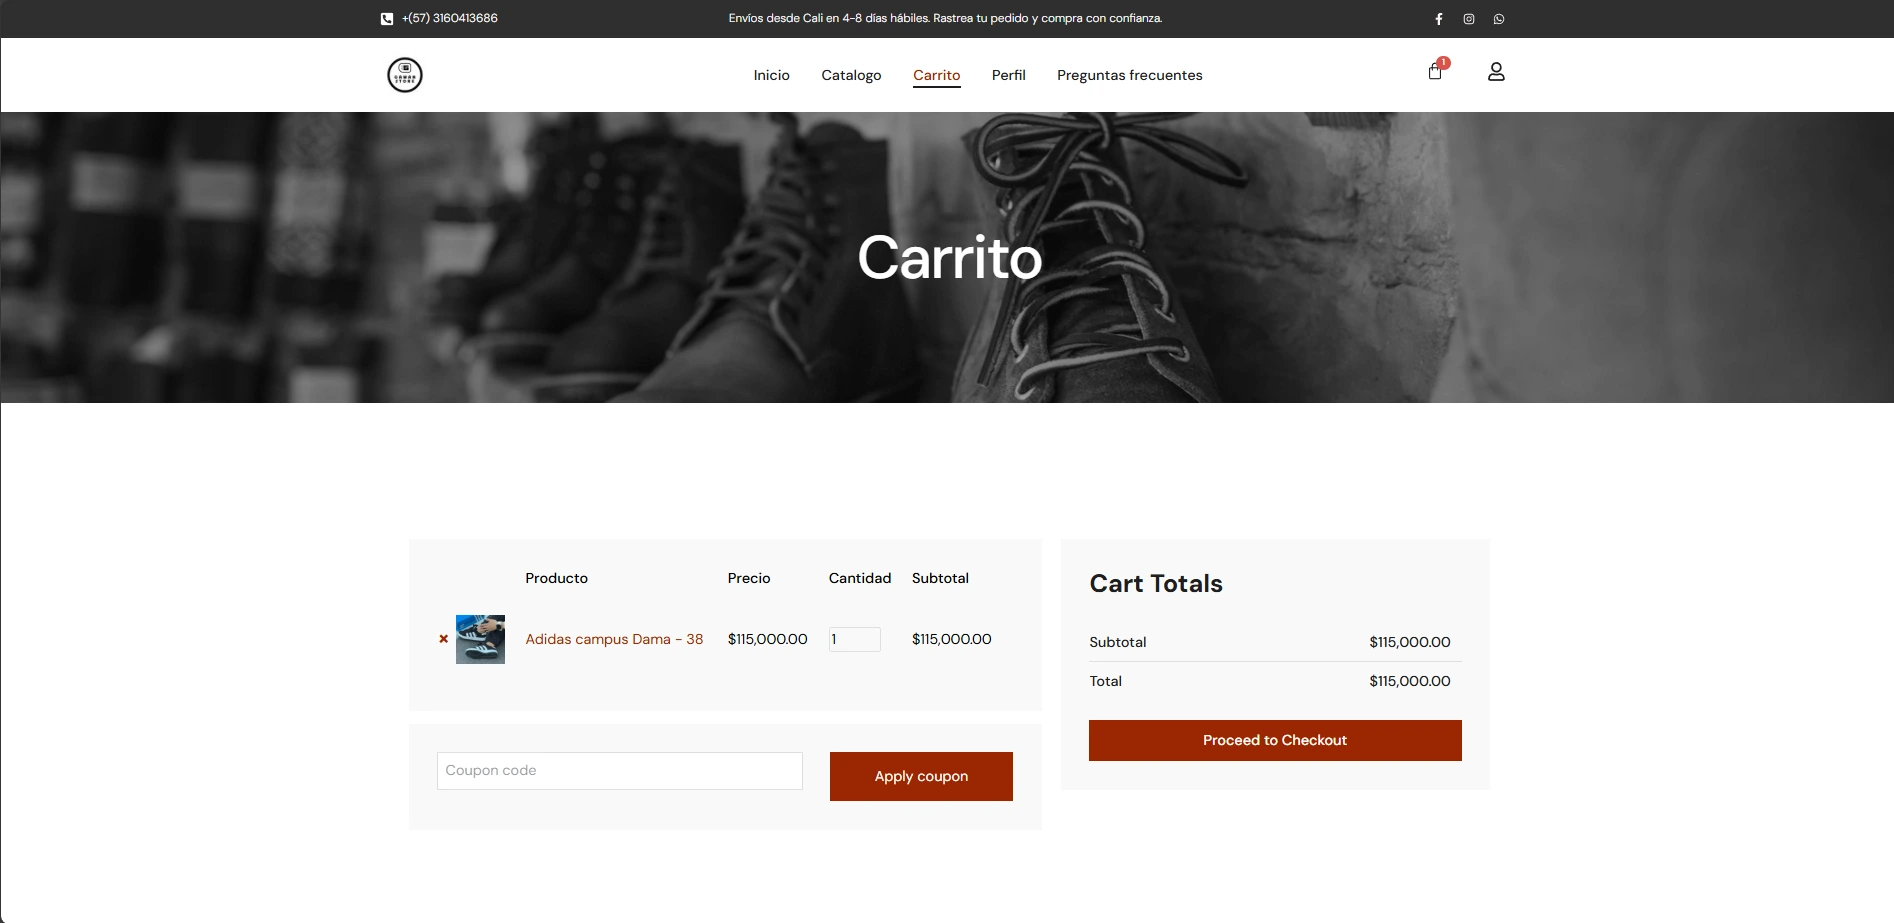 +(57) 3160413686
Envíos desde Cali en 4-8 días hábiles. Rastrea tu pedido y compra con confianza.
Inicio
Catalogo
Carrito
Perfil
Preguntas frecuentes
1
Carrito
Producto Precio Cantidad Subtotal
× Adidas campus Dama - 38 $115,000.00 1 $115,000.00
Coupon code
Apply coupon
Cart Totals
Subtotal $115,000.00
Total $115,000.00
Proceed to Checkout